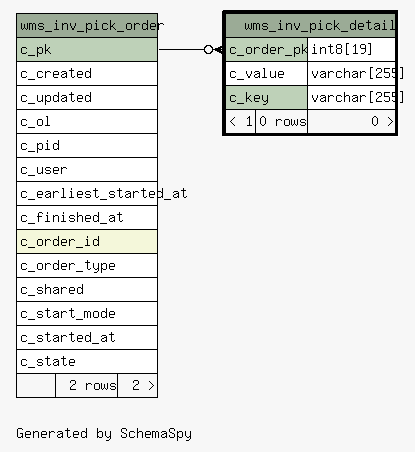 wms_inv_pick_order
c_pk
c_created
c_updated
c_ol
c_pid
c_user
c_earliest_started_at
c_finished_at
c_order_id
c_order_type
c_shared
c_start_mode
c_started_at
c_state
2 rows 2 >
wms_inv_pick_detail
c_order_pk int8[19]
c_value varchar[255]
c_key varchar[255]
< 1 0 rows 0 >
Generated by SchemaSpy